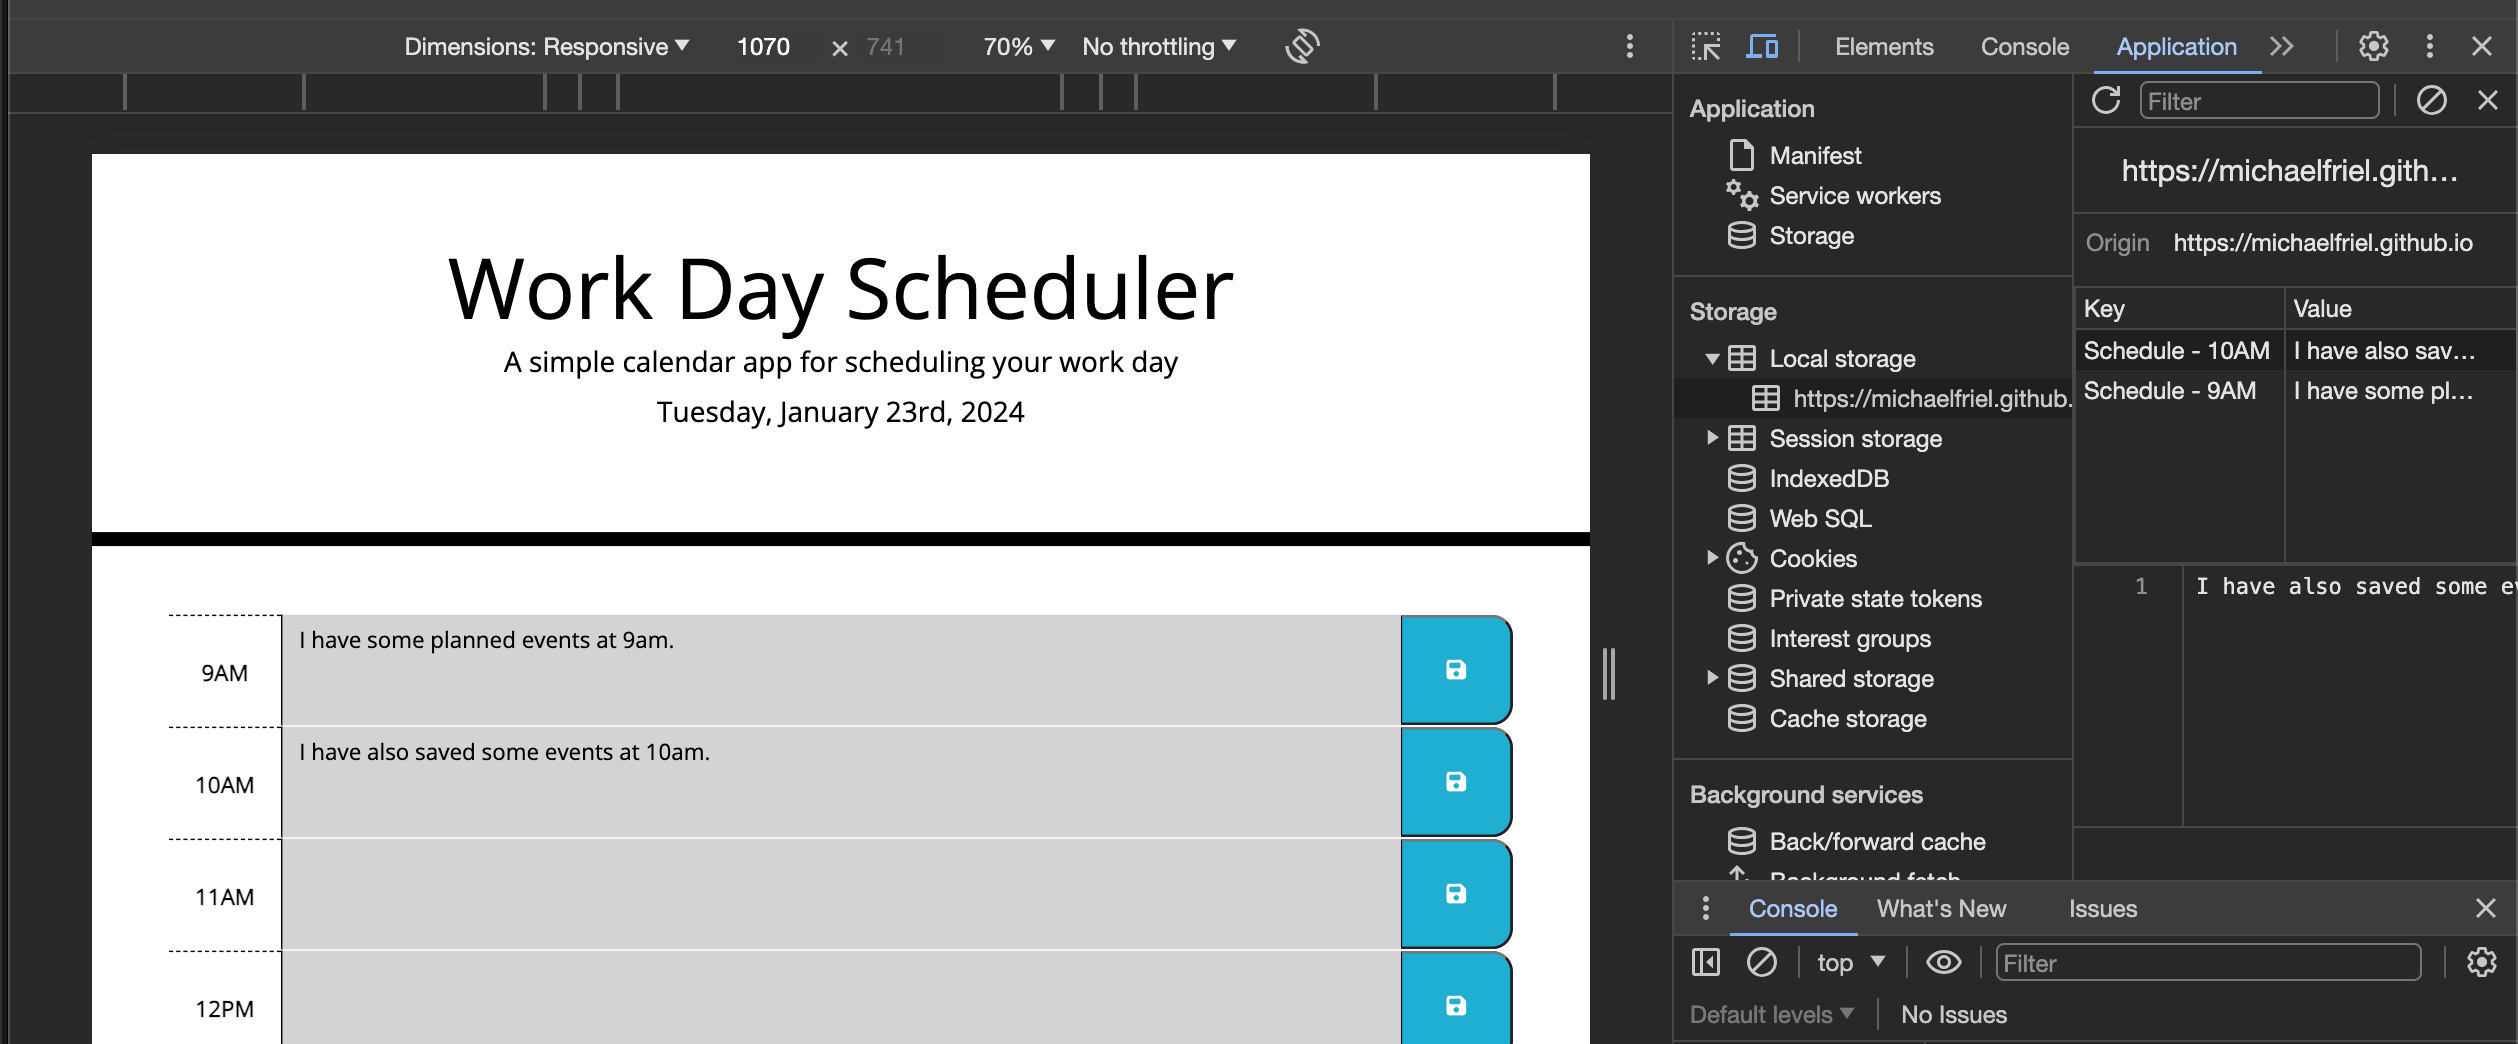 Dimensions: Responsive 1070 × 741 70% No throttling
Elements Console Application
Work Day Scheduler
A simple calendar app for scheduling your work day
Tuesday, January 23rd, 2024
9AM
I have some planned events at 9am.
10AM
I have also saved some events at 10am.
11AM
12PM
Application
Manifest
Service workers
Storage
Storage
Local storage
https://michaelfriel.github.
Session storage
IndexedDB
Web SQL
Cookies
Private state tokens
Interest groups
Shared storage
Cache storage
Background services
Back/forward cache
Background fetch
Filter
https://michaelfriel.gith…
Origin https://michaelfriel.github.io
Key Value
Schedule - 10AM I have also sav…
Schedule - 9AM I have some pl…
1 I have also saved some ev
Console What's New Issues
top Filter
Default levels No Issues